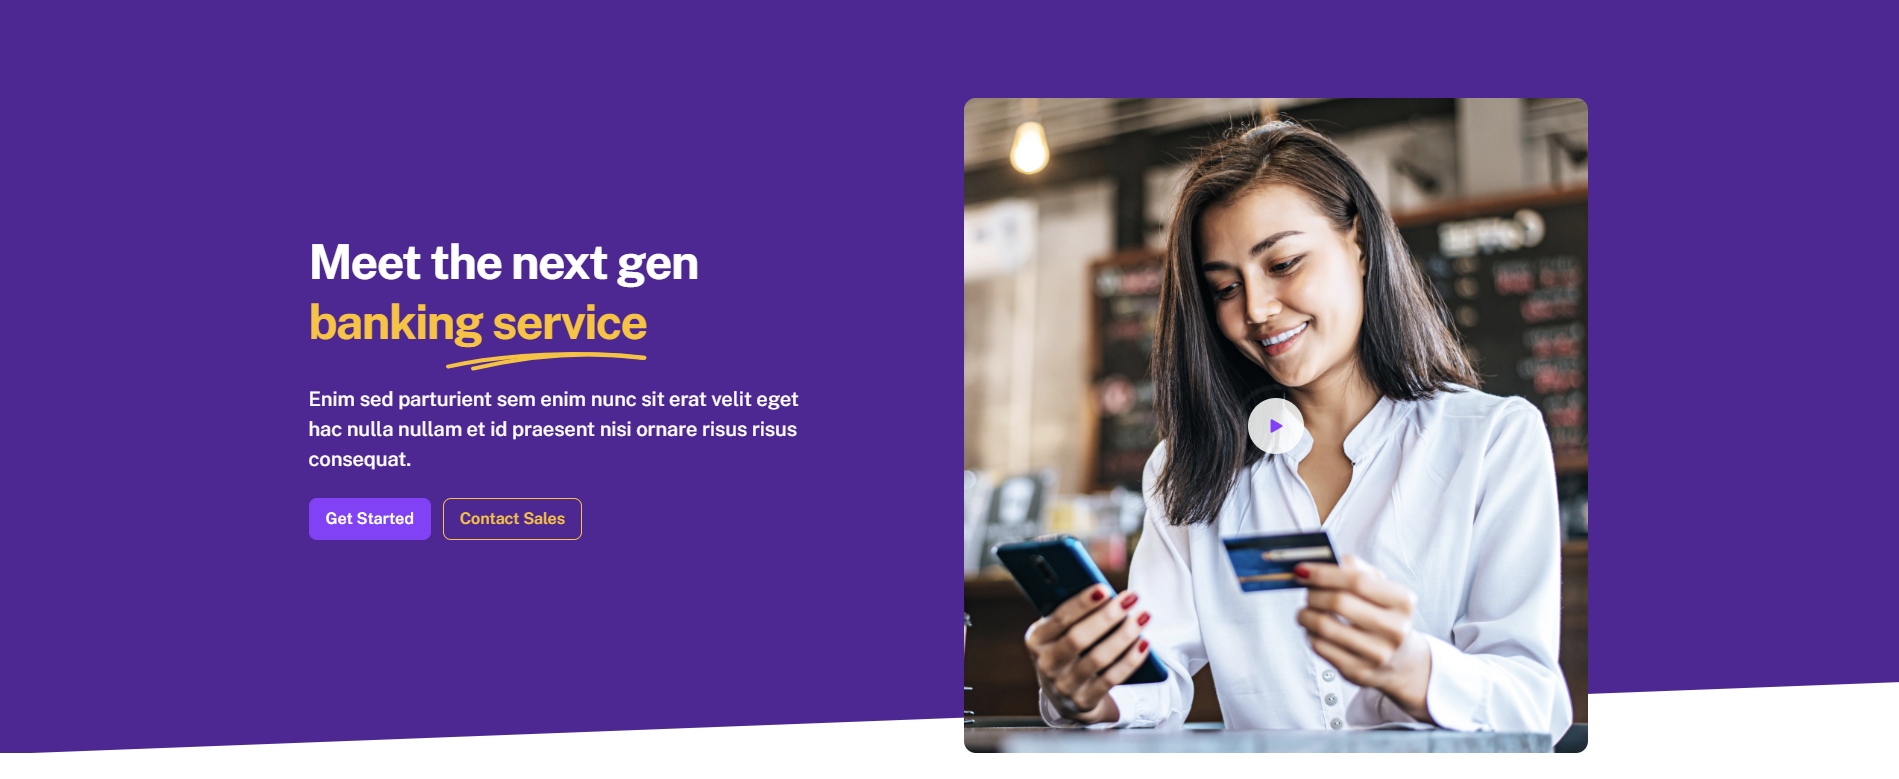 Meet the next gen
banking service
Enim sed parturient sem enim nunc sit erat velit eget
hac nulla nullam et id praesent nisi ornare risus risus
consequat.
Get Started
Contact Sales